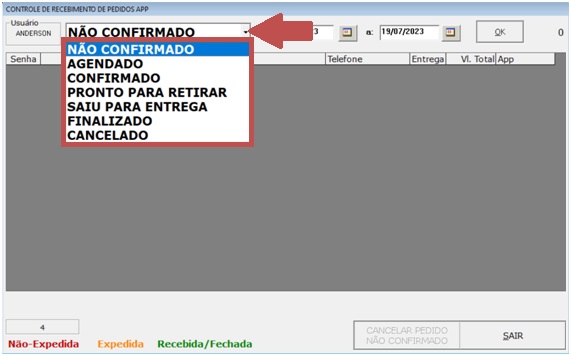 CONTROLE DE RECEBIMENTO DE PEDIDOS APP
Usuário
ANDERSON
NÃO CONFIRMADO
3
a: 19/07/2023
OK
0
NÃO CONFIRMADO
AGENDADO
CONFIRMADO
PRONTO PARA RETIRAR
SAIU PARA ENTREGA
FINALIZADO
CANCELADO
Senha Telefone Entrega Vl. Total App
4
Não-Expedida Expedida Recebida/Fechada
CANCELAR PEDIDO
NÃO CONFIRMADO
SAIR